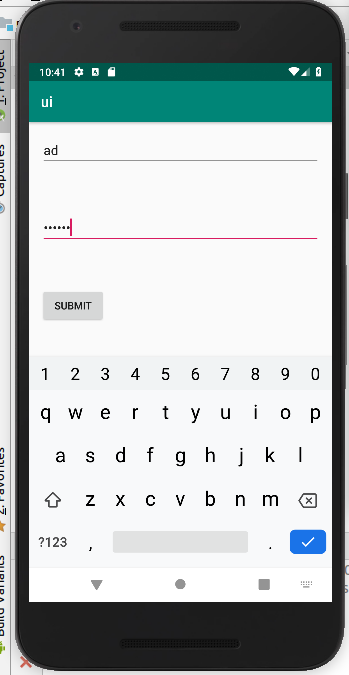 10:41
ui
ad
••••••
SUBMIT
1 2 3 4 5 6 7 8 9 0
q w e r t y u i o p
a s d f g h j k l
z x c v b n m
?123 , .
1: Project
Captures
2: Favorites
Build Variants